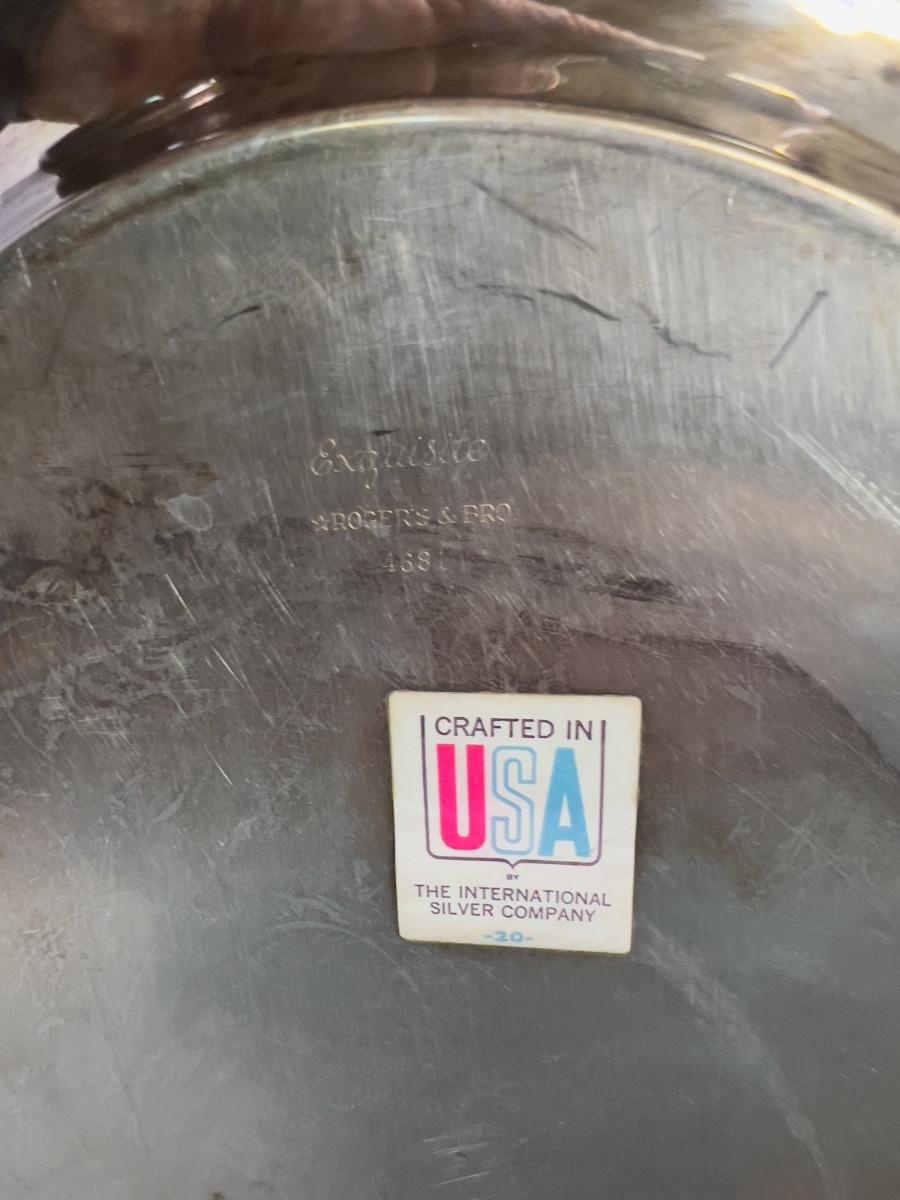 Exquisite
☆ROGERS & BRO
CRAFTED IN
USA
BY
THE INTERNATIONAL
SILVER COMPANY
-20-